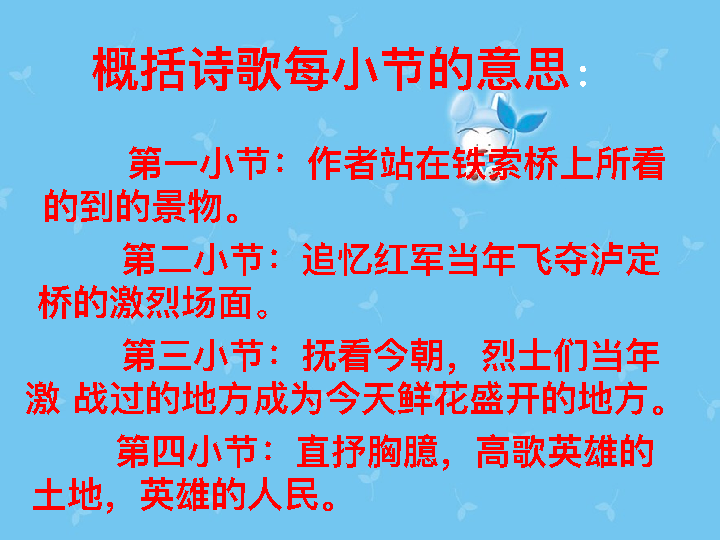 概括诗歌每小节的意思：
第一小节：作者站在铁索桥上所看
的到的景物。
第二小节：追忆红军当年飞夺泸定
桥的激烈场面。
第三小节：抚看今朝，烈士们当年
激 战过的地方成为今天鲜花盛开的地方。
第四小节：直抒胸臆，高歌英雄的
土地，英雄的人民。